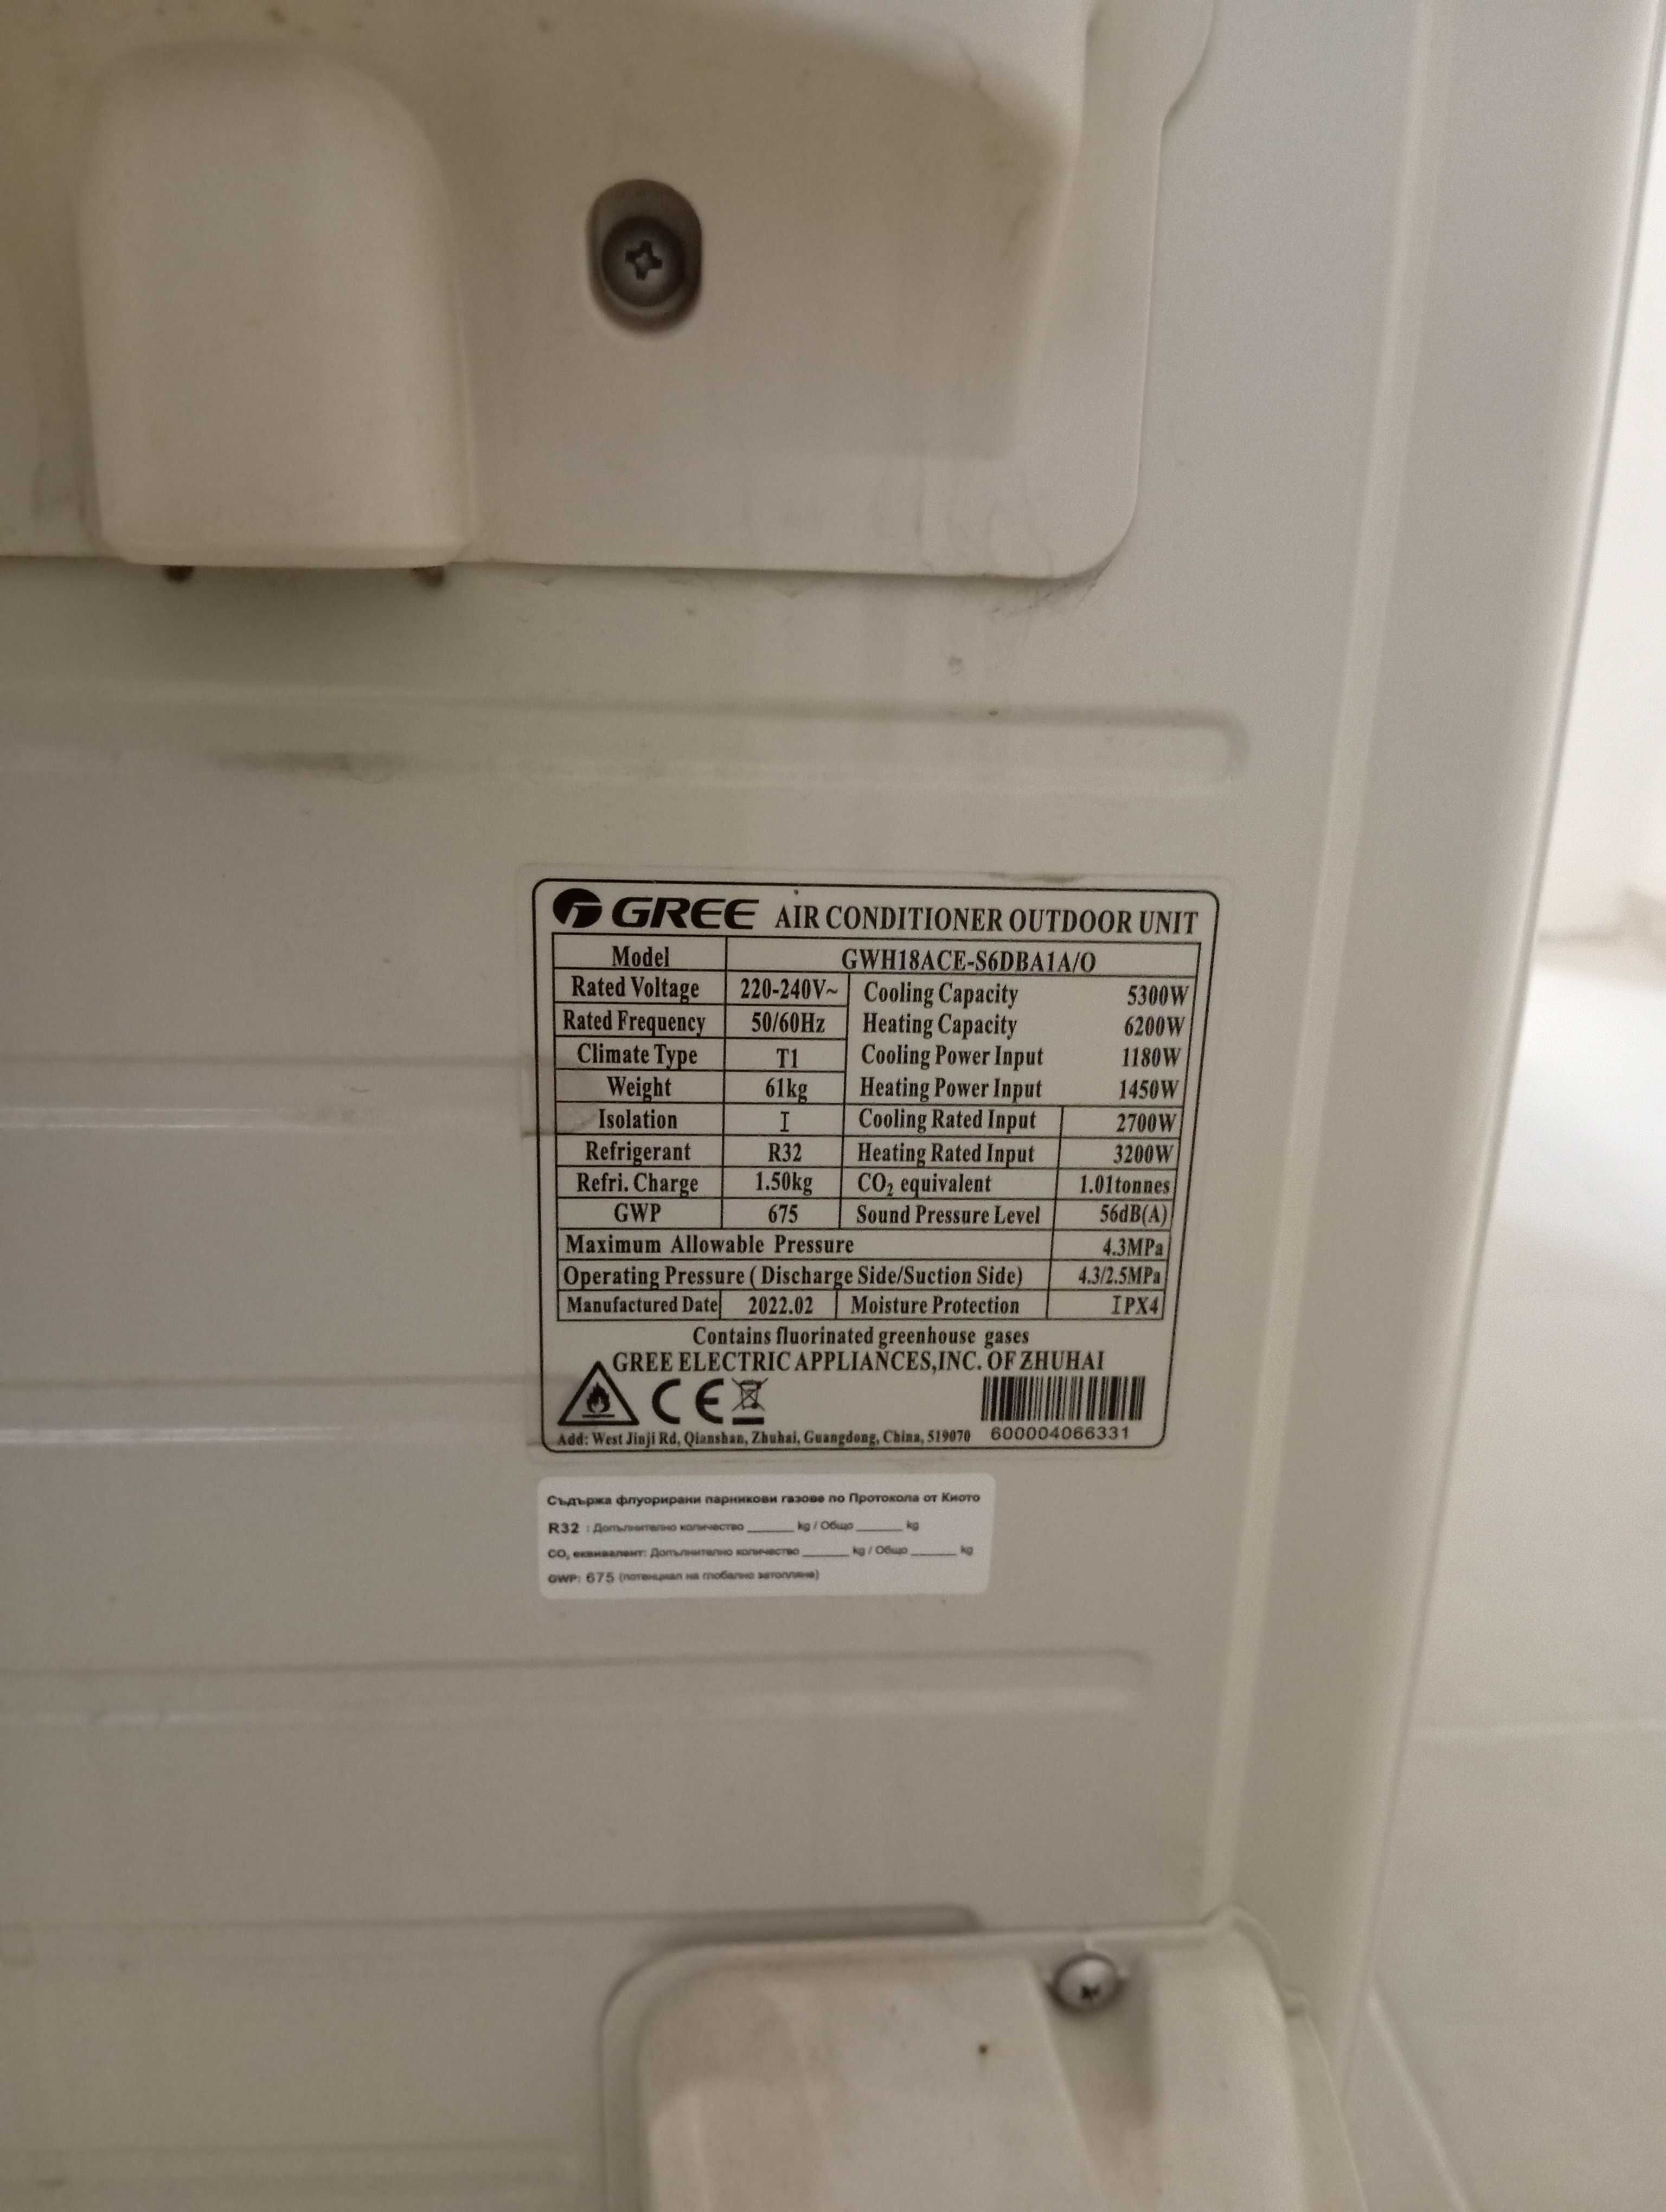 GREE AIR CONDITIONER OUTDOOR UNIT
Model GWH18ACE-S6DBA1A/O
Rated Voltage 220-240V~ Cooling Capacity 5300W
Rated Frequency 50/60Hz Heating Capacity 6200W
Climate Type T1 Cooling Power Input 1180W
Weight 61kg Heating Power Input 1450W
Isolation I Cooling Rated Input 2700W
Refrigerant R32 Heating Rated Input 3200W
Refri. Charge 1.50kg CO₂ equivalent 1.01tonnes
GWP 675 Sound Pressure Level 56dB(A)
Maximum Allowable Pressure 4.3MPa
Operating Pressure ( Discharge Side/Suction Side) 4.3/2.5MPa
Manufactured Date 2022.02 Moisture Protection IPX4
Contains fluorinated greenhouse gases
GREE ELECTRIC APPLIANCES,INC. OF ZHUHAI
CE
Add: West Jinji Rd, Qianshan, Zhuhai, Guangdong, China, 519070 600004066331
Съдържа флуорирани парникови газове по Протокола от Киото
R32 : Допълнително количество ______ kg / Общо ______ kg
CO₂ еквивалент: Допълнително количество ______ kg / Общо ______ kg
GWP: 675 (потенциал на глобално затопляне)